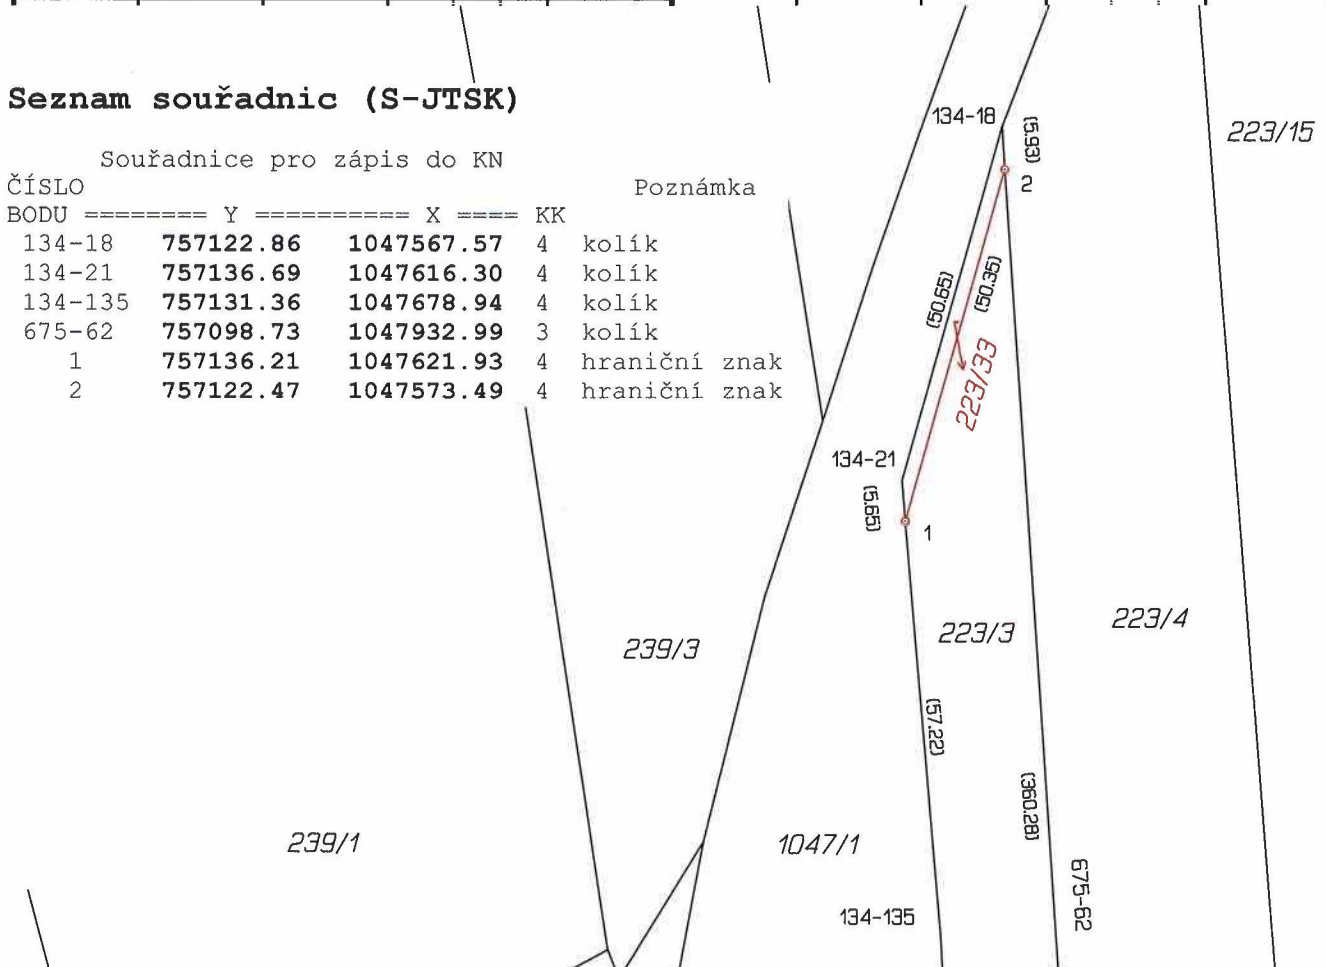 Seznam souřadnic (S-JTSK)
Souřadnice pro zápis do KN
ČÍSLO Poznámka
BODU ======== Y ========== X ==== KK
134-18 757122.86 1047567.57 4 kolík
134-21 757136.69 1047616.30 4 kolík
134-135 757131.36 1047678.94 4 kolík
675-62 757098.73 1047932.99 3 kolík
1 757136.21 1047621.93 4 hraniční znak
2 757122.47 1047573.49 4 hraniční znak
134-18
(5.93)
223/15
2
(50.65)
(50.35)
223/33
134-21
(5.65)
1
239/3
223/3
223/4
(57.22)
(360.28)
239/1
1047/1
134-135
675-62